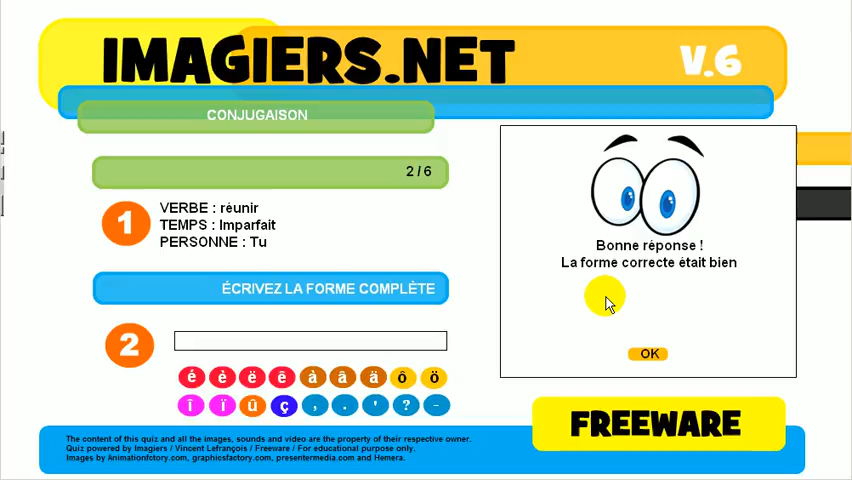 IMAGIERS.NET
V.6
CONJUGAISON
2 / 6
1
VERBE : réunir
TEMPS : Imparfait
PERSONNE : Tu
ÉCRIVEZ LA FORME COMPLÈTE
2
é è ë ê à â ä ô ö
î ï û ç , . ' ? -
Bonne réponse !
La forme correcte était bien
OK
FREEWARE
The content of this quiz and all the images, sounds and video are the property of their respective owner.
Quiz powered by Imagiers / Vincent Lefrançois / Freeware / For educational purpose only.
Images by Animationfctory.com, graphicsfactory.com, presentermedia.com and Hemera.